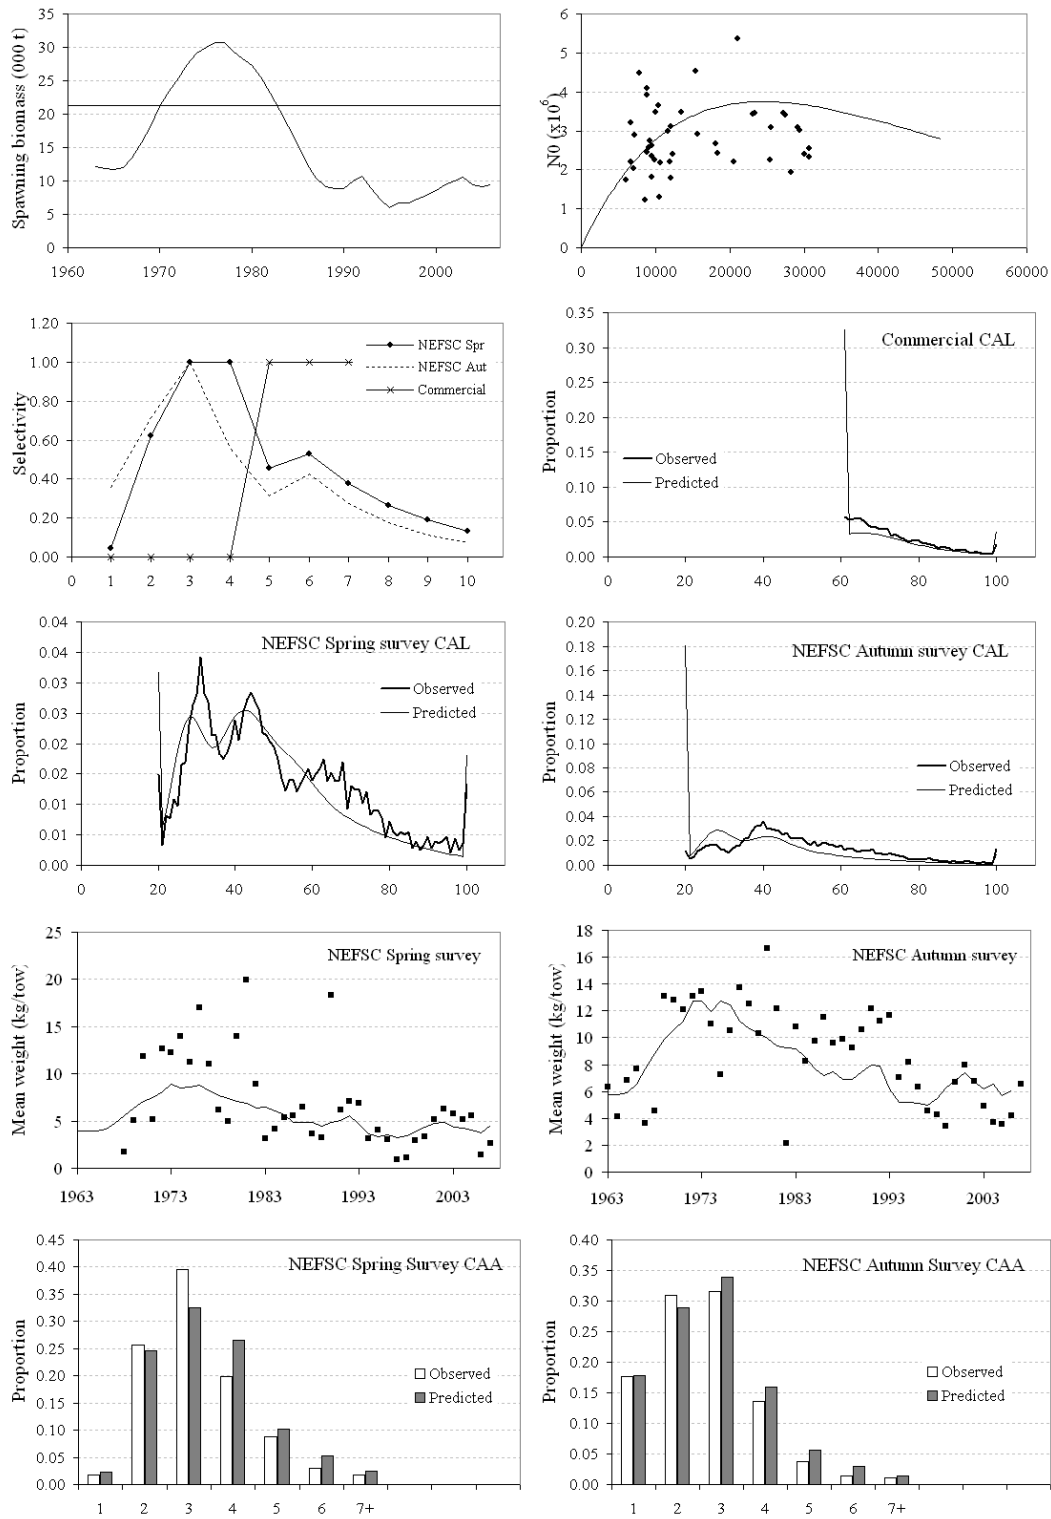 Spawning biomass (000 t)
35
30
25
20
15
10
5
0
1960 1970 1980 1990 2000
N0 (x10^6)
6
5
4
3
2
1
0
0 10000 20000 30000 40000 50000 60000
Selectivity
1.20
1.00
0.80
0.60
0.40
0.20
0.00
0 1 2 3 4 5 6 7 8 9 10
NEFSC Spr
NEFSC Aut
Commercial
Commercial CAL
Proportion
0.35
0.30
0.25
0.20
0.15
0.10
0.05
0.00
0 20 40 60 80 100
Observed
Predicted
NEFSC Spring survey CAL
Proportion
0.04
0.04
0.03
0.03
0.02
0.02
0.01
0.01
0.00
0 20 40 60 80 100
Observed
Predicted
NEFSC Autumn survey CAL
Proportion
0.20
0.18
0.16
0.14
0.12
0.10
0.08
0.06
0.04
0.02
0.00
0 20 40 60 80 100
Observed
Predicted
NEFSC Spring survey
Mean weight (kg/tow)
25
20
15
10
5
0
1963 1973 1983 1993 2003
NEFSC Autumn survey
Mean weight (kg/tow)
18
16
14
12
10
8
6
4
2
0
1963 1973 1983 1993 2003
NEFSC Spring Survey CAA
Proportion
0.45
0.40
0.35
0.30
0.25
0.20
0.15
0.10
0.05
0.00
1 2 3 4 5 6 7+
Observed
Predicted
NEFSC Autumn Survey CAA
Proportion
0.40
0.35
0.30
0.25
0.20
0.15
0.10
0.05
0.00
1 2 3 4 5 6 7+
Observed
Predicted